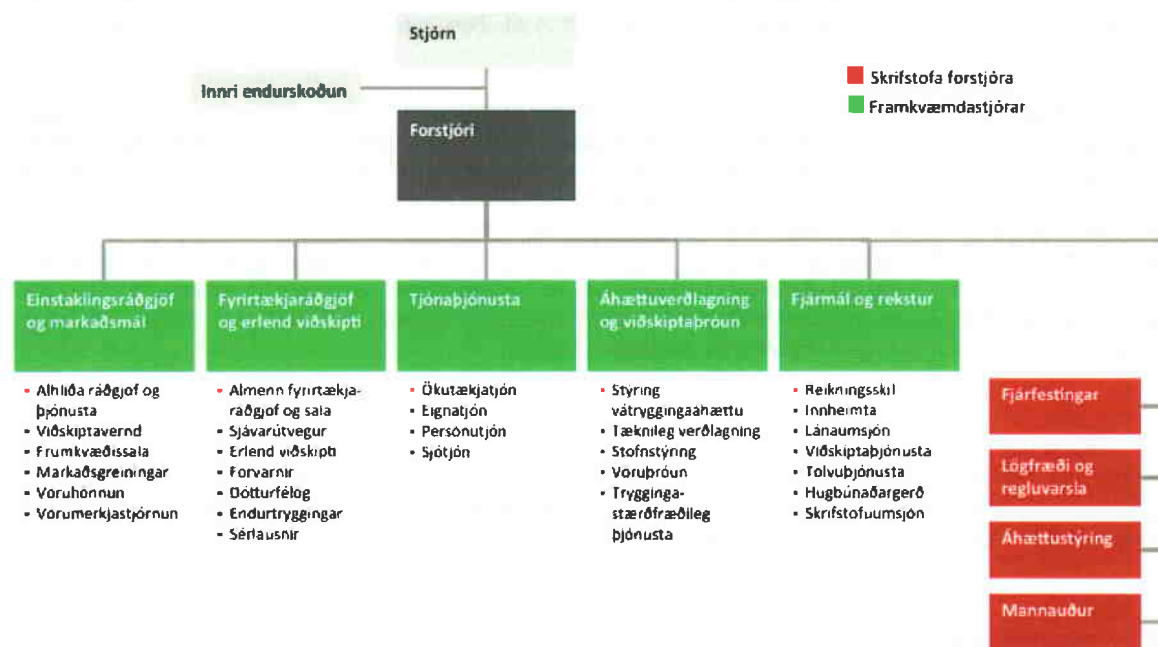 Stjórn
Innri endurskoðun
Skrifstofa forstjóra
Framkvæmdastjórar
Forstjóri
Einstaklingsráðgjöf
og markaðsmál
• Alhliða ráðgjöf og
þjónusta
• Viðskiptavernd
• Frumkvæðissala
• Markaðsgreiningar
• Vöruhönnun
• Vörumerkjastjórnun
Fyrirtækjaráðgjöf
og erlend viðskipti
• Almenn fyrirtækja-
ráðgjöf og sala
• Sjávarútvegur
• Erlend viðskipti
• Forvarnir
• Dótturfélög
• Endurtryggingar
• Sérlausnir
Tjónaþjónusta
• Ökutækjatjón
• Eignatjón
• Persónutjón
• Sjótjón
Áhættuverðlagning
og viðskiptaþróun
• Stýring
vátryggingaáhættu
• Tæknileg verðlagning
• Stofnstýring
• Vöruþróun
• Trygginga-
stærðfræðileg
þjónusta
Fjármál og rekstur
• Reikningsskil
• Innheimta
• Lánaumsjón
• Viðskiptaþjónusta
• Tölvuþjónusta
• Hugbúnaðargerð
• Skrifstofuumsjón
Fjárfestingar
Lögfræði og
regluvarsla
Áhættustýring
Mannauður